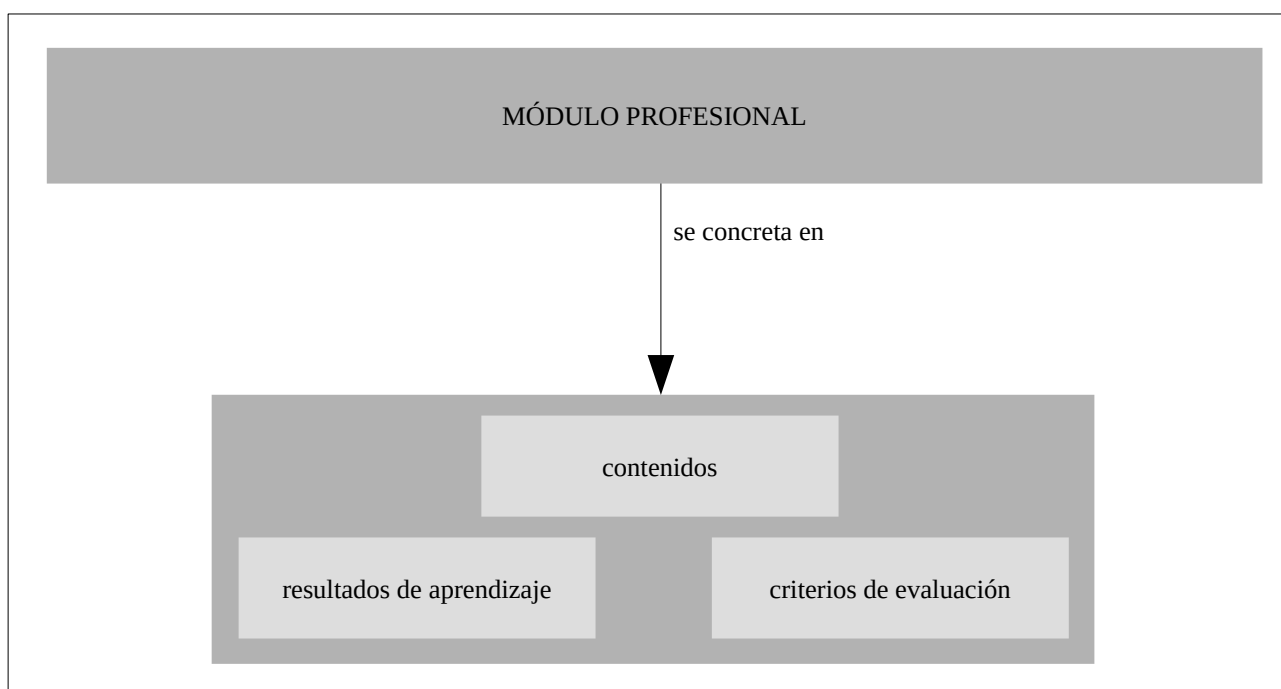 MÓDULO PROFESIONAL
se concreta en
contenidos
resultados de aprendizaje
criterios de evaluación